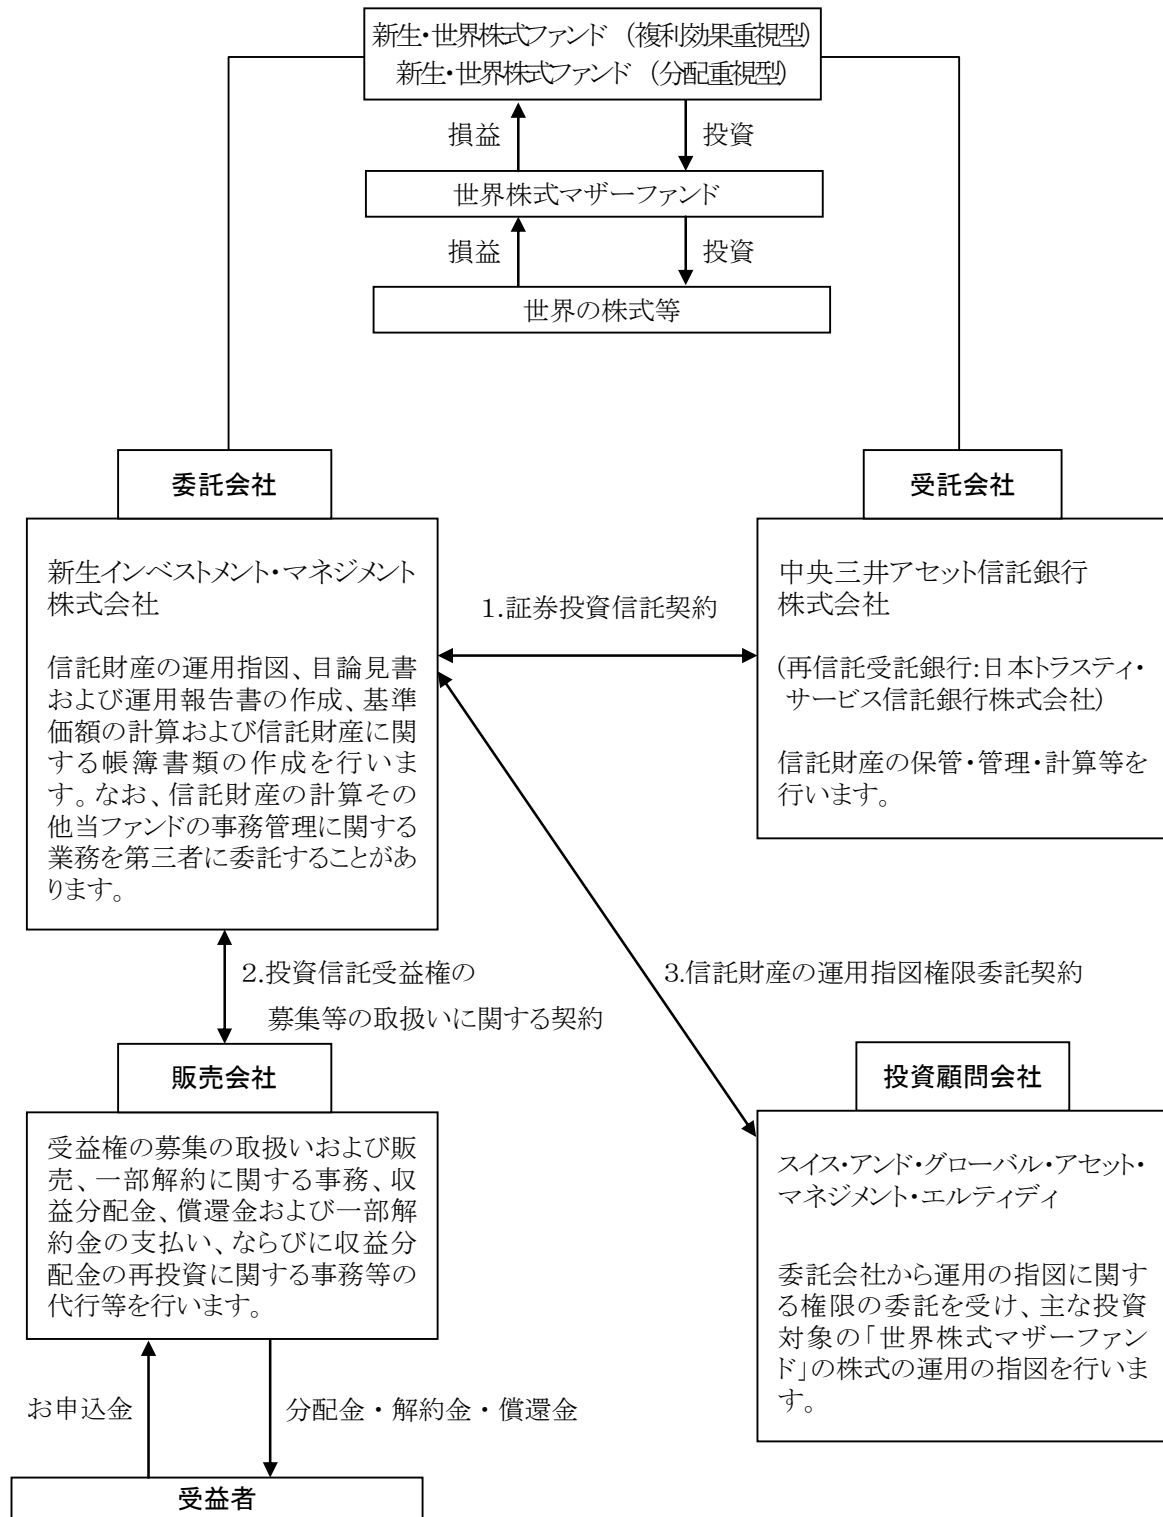 新生・世界株式ファンド (複利効果重視型)
新生・世界株式ファンド (分配重視型)
損益
投資
世界株式マザーファンド
損益
投資
世界の株式等
委託会社
新生インベストメント・マネジメント
株式会社
信託財産の運用指図、目論見書
および運用報告書の作成、基準
価額の計算および信託財産に関
する帳簿書類の作成を行いま
す。なお、信託財産の計算その
他当ファンドの事務管理に関する
業務を第三者に委託することがあ
ります。
1.証券投資信託契約
受託会社
中央三井アセット信託銀行
株式会社
(再信託受託銀行:日本トラスティ・
サービス信託銀行株式会社)
信託財産の保管・管理・計算等を
行います。
2.投資信託受益権の
募集等の取扱いに関する契約
3.信託財産の運用指図権限委託契約
販売会社
受益権の募集の取扱いおよび販
売、一部解約に関する事務、収
益分配金、償還金および一部解
約金の支払い、ならびに収益分
配金の再投資に関する事務等の
代行等を行います。
投資顧問会社
スイス・アンド・グローバル・アセット・
マネジメント・エルティディ
委託会社から運用の指図に関す
る権限の委託を受け、主な投資
対象の「世界株式マザーファン
ド」の株式の運用の指図を行いま
す。
お申込金
分配金・解約金・償還金
受益者